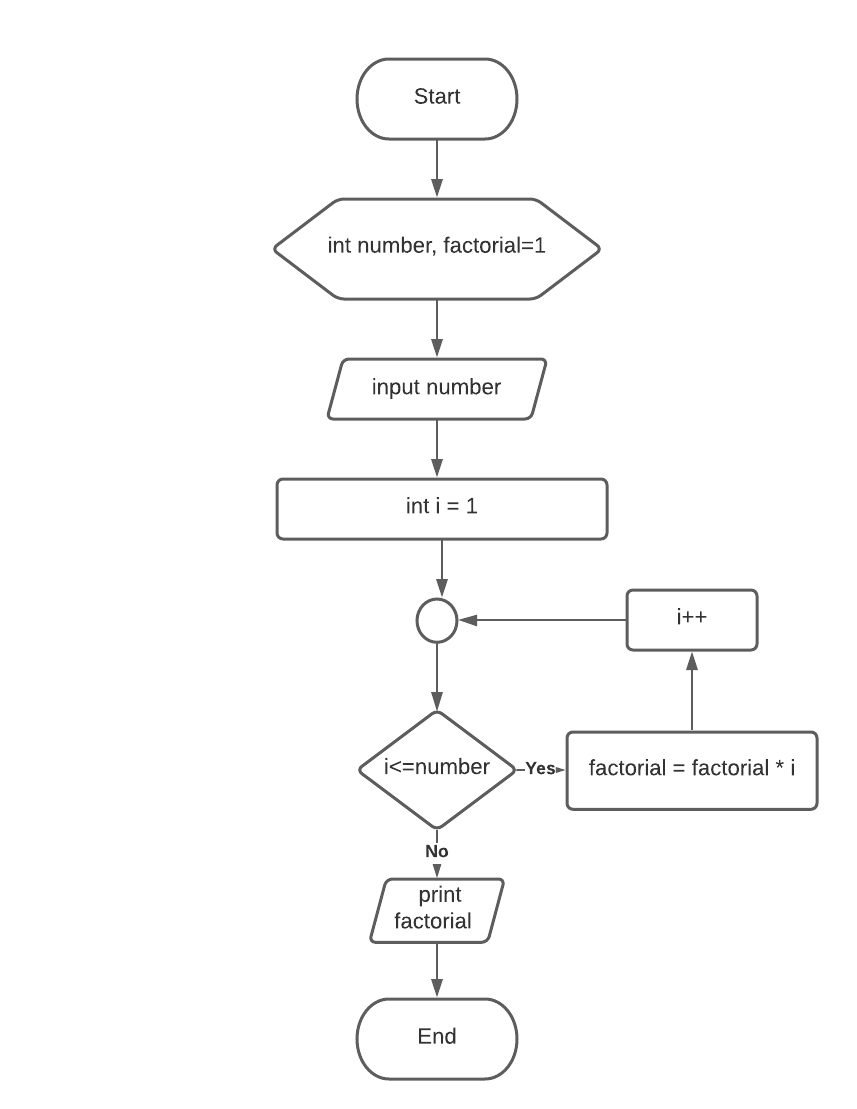 Start
int number, factorial=1
input number
int i = 1
i++
i<=number
Yes
factorial = factorial * i
No
print
factorial
End